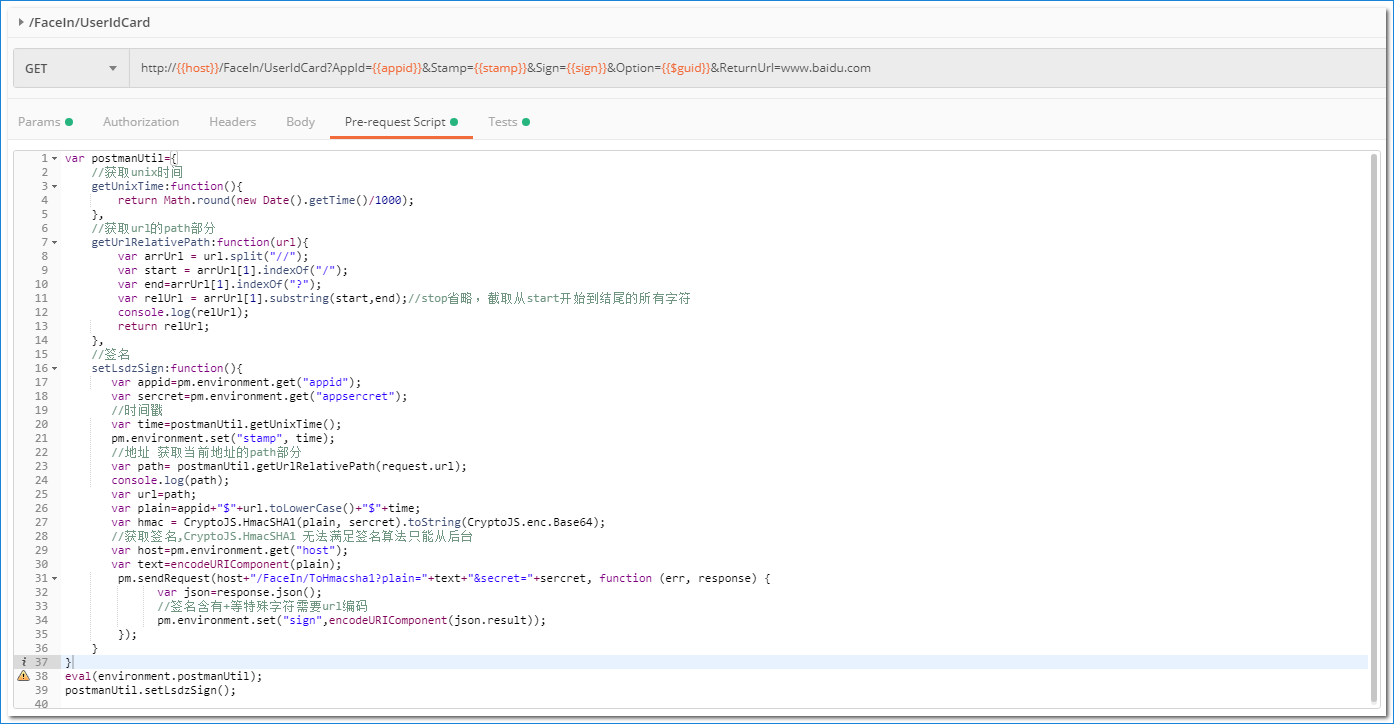 /FaceIn/UserIdCard
GET http://{{host}}/FaceIn/UserIdCard?AppId={{appid}}&Stamp={{stamp}}&Sign={{sign}}&Option={{$guid}}&ReturnUrl=www.baidu.com
Params Authorization Headers Body Pre-request Script Tests
1 var postmanUtil={
2 //获取unix时间
3 getUnixTime:function(){
4 return Math.round(new Date().getTime()/1000);
5 },
6 //获取url的path部分
7 getUrlRelativePath:function(url){
8 var arrUrl = url.split("//");
9 var start = arrUrl[1].indexOf("/");
10 var end=arrUrl[1].indexOf("?");
11 var relUrl = arrUrl[1].substring(start,end);//stop省略，截取从start开始到结尾的所有字符
12 console.log(relUrl);
13 return relUrl;
14 },
15 //签名
16 setLsdzSign:function(){
17 var appid=pm.environment.get("appid");
18 var sercret=pm.environment.get("appsercret");
19 //时间戳
20 var time=postmanUtil.getUnixTime();
21 pm.environment.set("stamp", time);
22 //地址 获取当前地址的path部分
23 var path= postmanUtil.getUrlRelativePath(request.url);
24 console.log(path);
25 var url=path;
26 var plain=appid+"$"+url.toLowerCase()+"$"+time;
27 var hmac = CryptoJS.HmacSHA1(plain, sercret).toString(CryptoJS.enc.Base64);
28 //获取签名,CryptoJS.HmacSHA1 无法满足签名算法只能从后台
29 var host=pm.environment.get("host");
30 var text=encodeURIComponent(plain);
31 pm.sendRequest(host+"/FaceIn/ToHmacsha1?plain="+text+"&secret="+sercret, function (err, response) {
32 var json=response.json();
33 //签名含有+等特殊字符需要url编码
34 pm.environment.set("sign",encodeURIComponent(json.result));
35 });
36 }
i 37 }
38 eval(environment.postmanUtil);
39 postmanUtil.setLsdzSign();
40